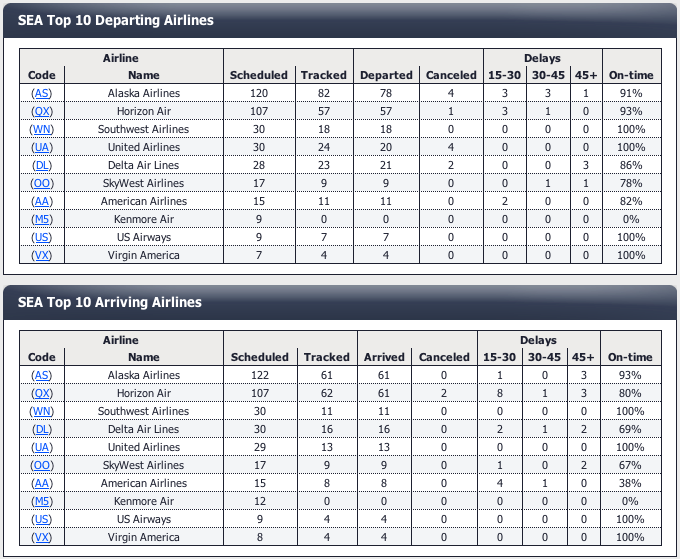 SEA Top 10 Departing Airlines
Airline Delays
Code Name Scheduled Tracked Departed Canceled 15-30 30-45 45+ On-time
(AS) Alaska Airlines 120 82 78 4 3 3 1 91%
(QX) Horizon Air 107 57 57 1 3 1 0 93%
(WN) Southwest Airlines 30 18 18 0 0 0 0 100%
(UA) United Airlines 30 24 20 4 0 0 0 100%
(DL) Delta Air Lines 28 23 21 2 0 0 3 86%
(OO) SkyWest Airlines 17 9 9 0 0 1 1 78%
(AA) American Airlines 15 11 11 0 2 0 0 82%
(M5) Kenmore Air 9 0 0 0 0 0 0 0%
(US) US Airways 9 7 7 0 0 0 0 100%
(VX) Virgin America 7 4 4 0 0 0 0 100%
SEA Top 10 Arriving Airlines
Airline Delays
Code Name Scheduled Tracked Arrived Canceled 15-30 30-45 45+ On-time
(AS) Alaska Airlines 122 61 61 0 1 0 3 93%
(QX) Horizon Air 107 62 61 2 8 1 3 80%
(WN) Southwest Airlines 30 11 11 0 0 0 0 100%
(DL) Delta Air Lines 30 16 16 0 2 1 2 69%
(UA) United Airlines 29 13 13 0 0 0 0 100%
(OO) SkyWest Airlines 17 9 9 0 1 0 2 67%
(AA) American Airlines 15 8 8 0 4 1 0 38%
(M5) Kenmore Air 12 0 0 0 0 0 0 0%
(US) US Airways 9 4 4 0 0 0 0 100%
(VX) Virgin America 8 4 4 0 0 0 0 100%